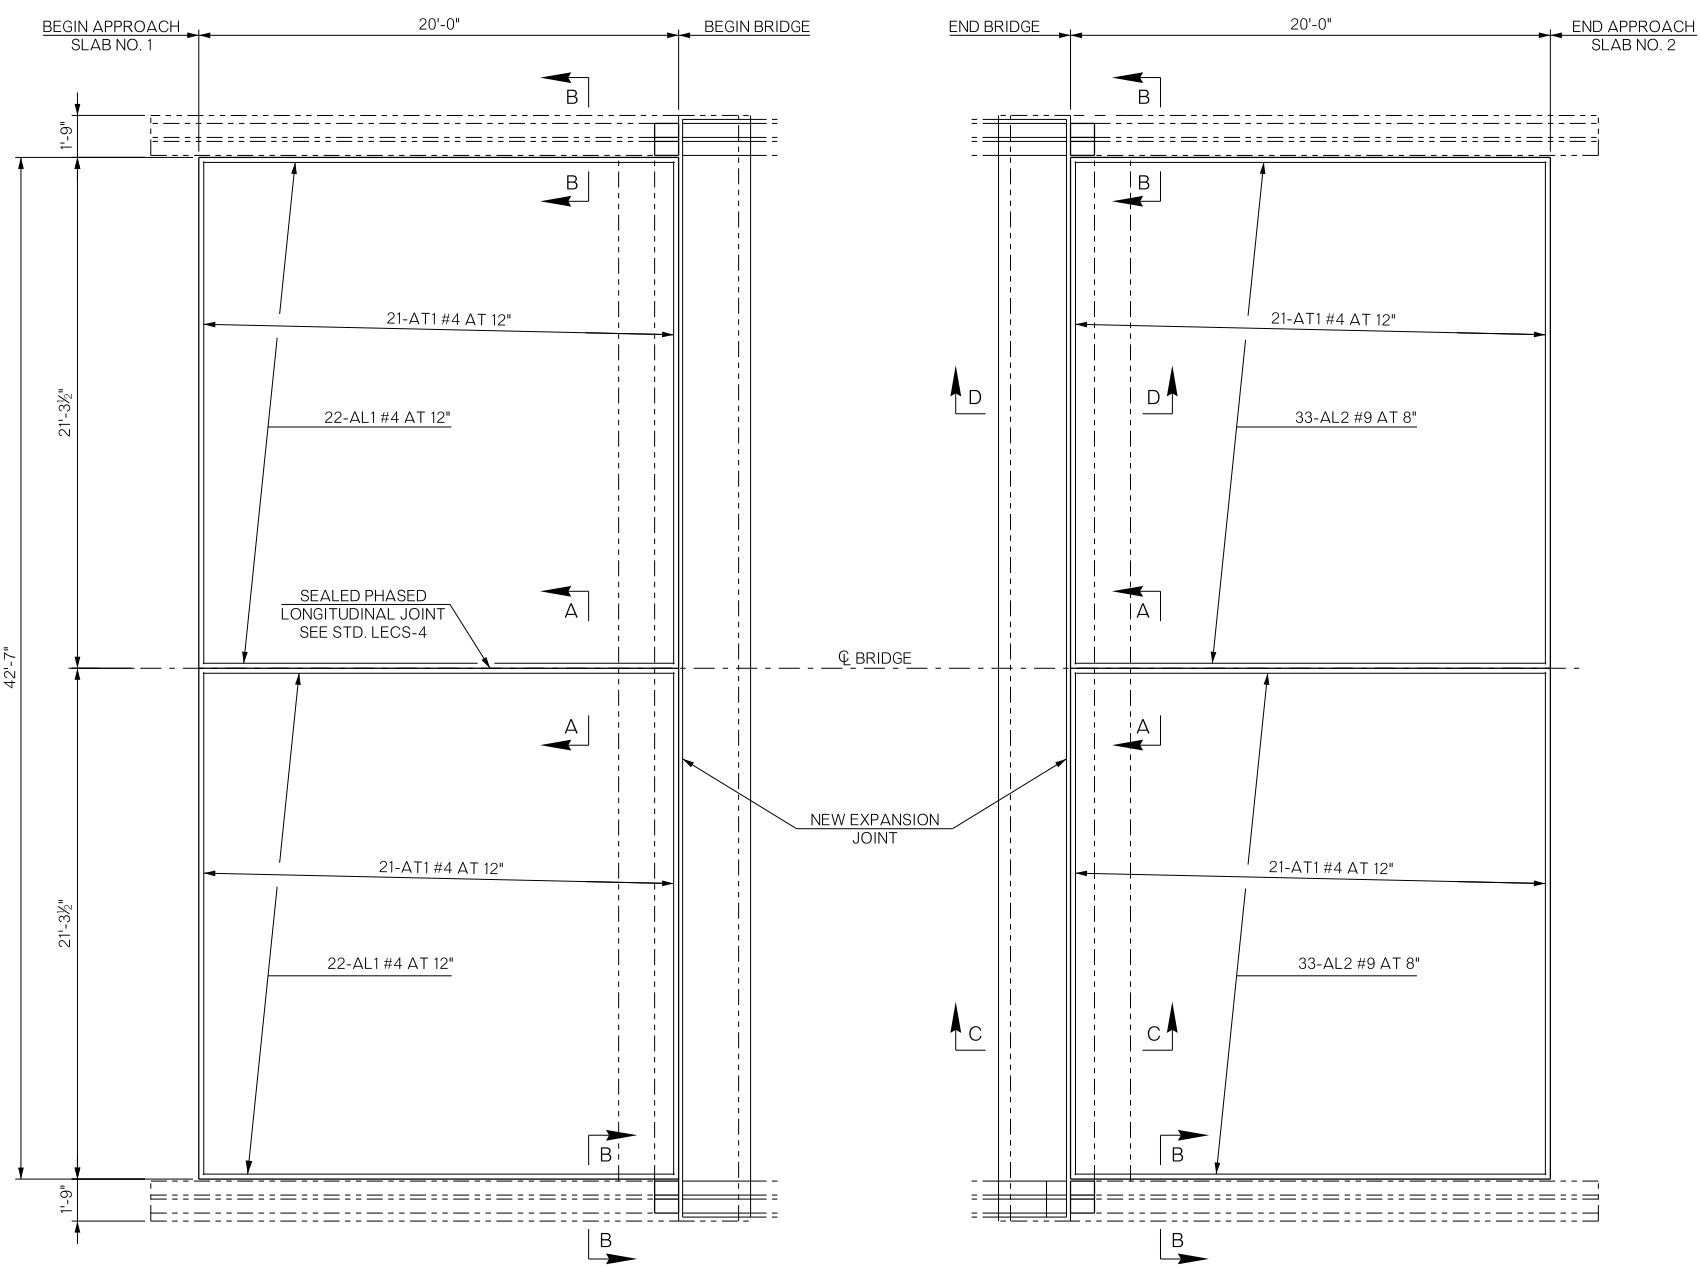 BEGIN APPROACH
SLAB NO. 1
20'-0"
BEGIN BRIDGE
END BRIDGE
20'-0"
END APPROACH
SLAB NO. 2
B
B
1'-9"
B
B
21-AT1 #4 AT 12"
21-AT1 #4 AT 12"
21'-3½"
22-AL1 #4 AT 12"
D
D
33-AL2 #9 AT 8"
SEALED PHASED
LONGITUDINAL JOINT
SEE STD. LECS-4
A
A
42'-7"
℄ BRIDGE
A
A
NEW EXPANSION
JOINT
21-AT1 #4 AT 12"
21-AT1 #4 AT 12"
21'-3½"
22-AL1 #4 AT 12"
33-AL2 #9 AT 8"
C
C
B
B
1'-9"
B
B